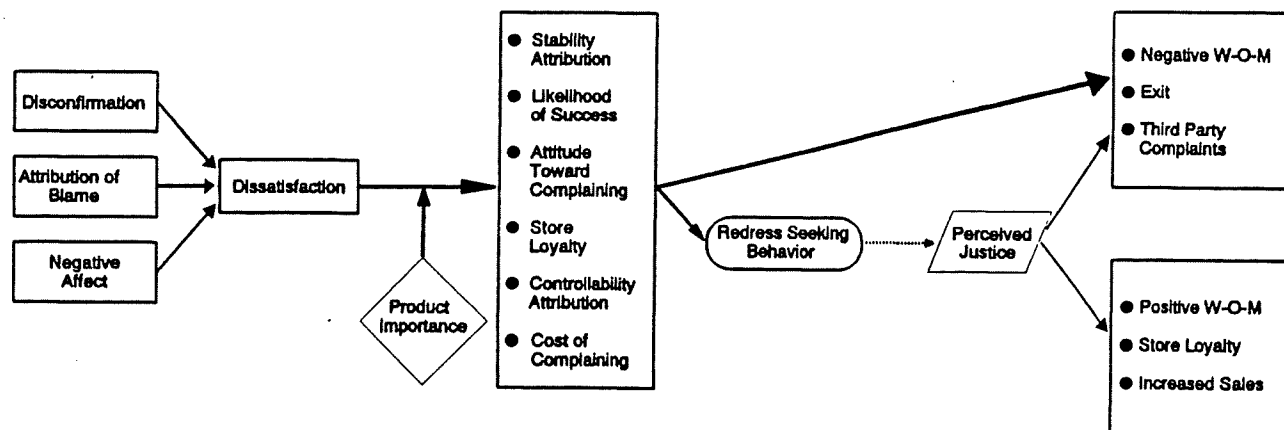 Disconfirmation
Attribution of
Blame
Negative
Affect
Dissatisfaction
Product
Importance
● Stability
Attribution
● Likelihood
of Success
● Attitude
Toward
Complaining
● Store
Loyalty
● Controllability
Attribution
● Cost of
Complaining
Redress Seeking
Behavior
Perceived
Justice
● Negative W-O-M
● Exit
● Third Party
Complaints
● Positive W-O-M
● Store Loyalty
● Increased Sales